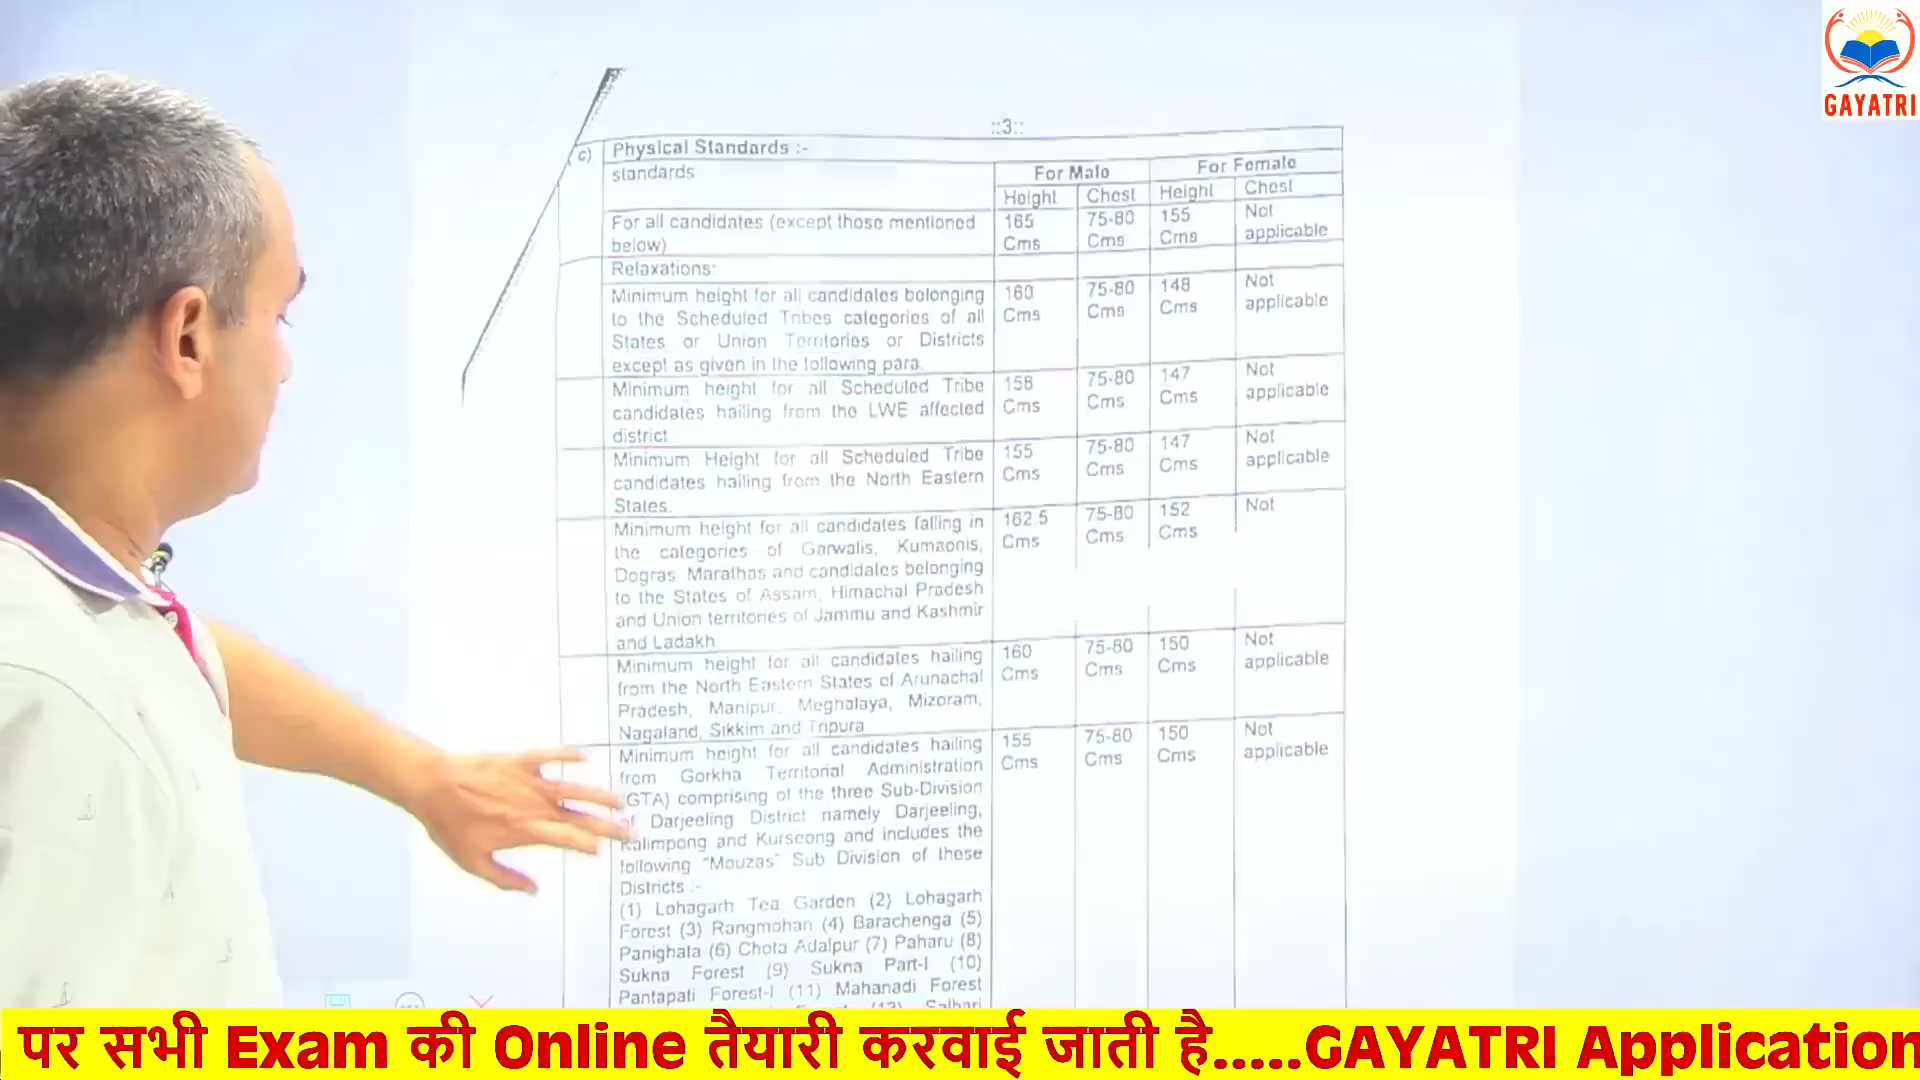 GAYATRI
::3::
c) Physical Standards :-
standards For Male For Female
Height Chest Height Chest
For all candidates (except those mentioned below) 165 Cms 75-80 Cms 155 Cms Not applicable
Relaxations:
Minimum height for all candidates belonging 160 Cms 75-80 Cms 148 Cms Not applicable
to the Scheduled Tribes categories of all
States or Union Territories or Districts
except as given in the following para.
Minimum height for all Scheduled Tribe 158 Cms 75-80 Cms 147 Cms Not applicable
candidates hailing from the LWE affected
district
Minimum Height for all Scheduled Tribe 155 Cms 75-80 Cms 147 Cms Not applicable
candidates hailing from the North Eastern
States.
Minimum height for all candidates falling in 162.5 Cms 75-80 Cms 152 Cms Not
the categories of Garwalis, Kumaonis,
Dogras, Marathas and candidates belonging
to the States of Assam, Himachal Pradesh
and Union territories of Jammu and Kashmir
and Ladakh
Minimum height for all candidates hailing 160 Cms 75-80 Cms 150 Cms Not applicable
from the North Eastern States of Arunachal
Pradesh, Manipur, Meghalaya, Mizoram,
Nagaland, Sikkim and Tripura
Minimum height for all candidates hailing 155 Cms 75-80 Cms 150 Cms Not applicable
from Gorkha Territorial Administration
(GTA) comprising of the three Sub-Division
of Darjeeling District namely Darjeeling,
Kalimpong and Kurseong and includes the
following "Mouzas" Sub Division of these
Districts :-
(1) Lohagarh Tea Garden (2) Lohagarh
Forest (3) Rangmohan (4) Barachenga (5)
Panighata (6) Chota Adalpur (7) Paharu (8)
Sukna Forest (9) Sukna Part-I (10)
Pantapati Forest-I (11) Mahanadi Forest
पर सभी Exam की Online तैयारी करवाई जाती है.....GAYATRI Application